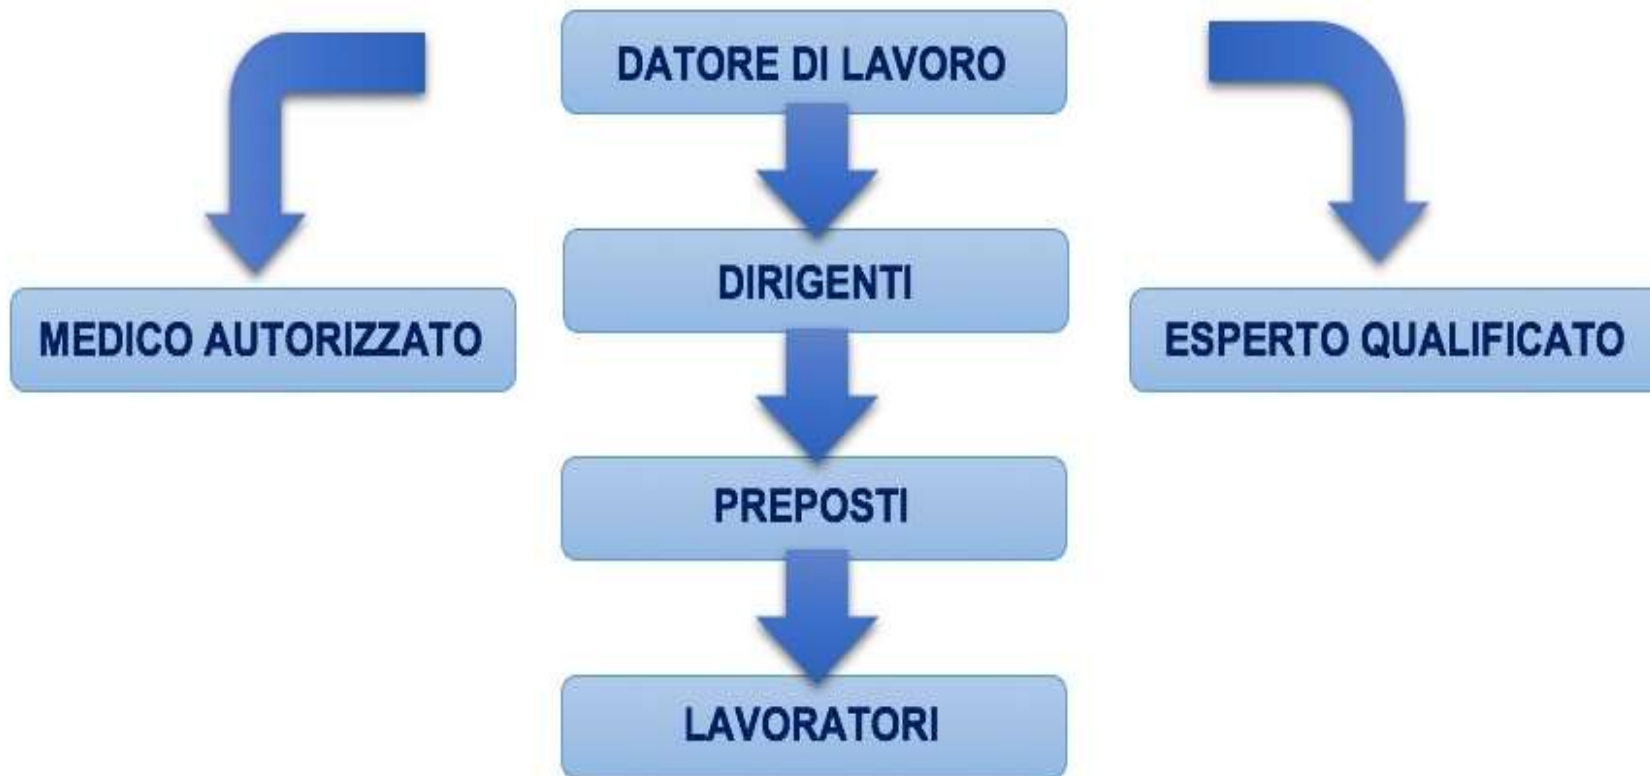 DATORE DI LAVORO
DIRIGENTI
MEDICO AUTORIZZATO
ESPERTO QUALIFICATO
PREPOSTI
LAVORATORI